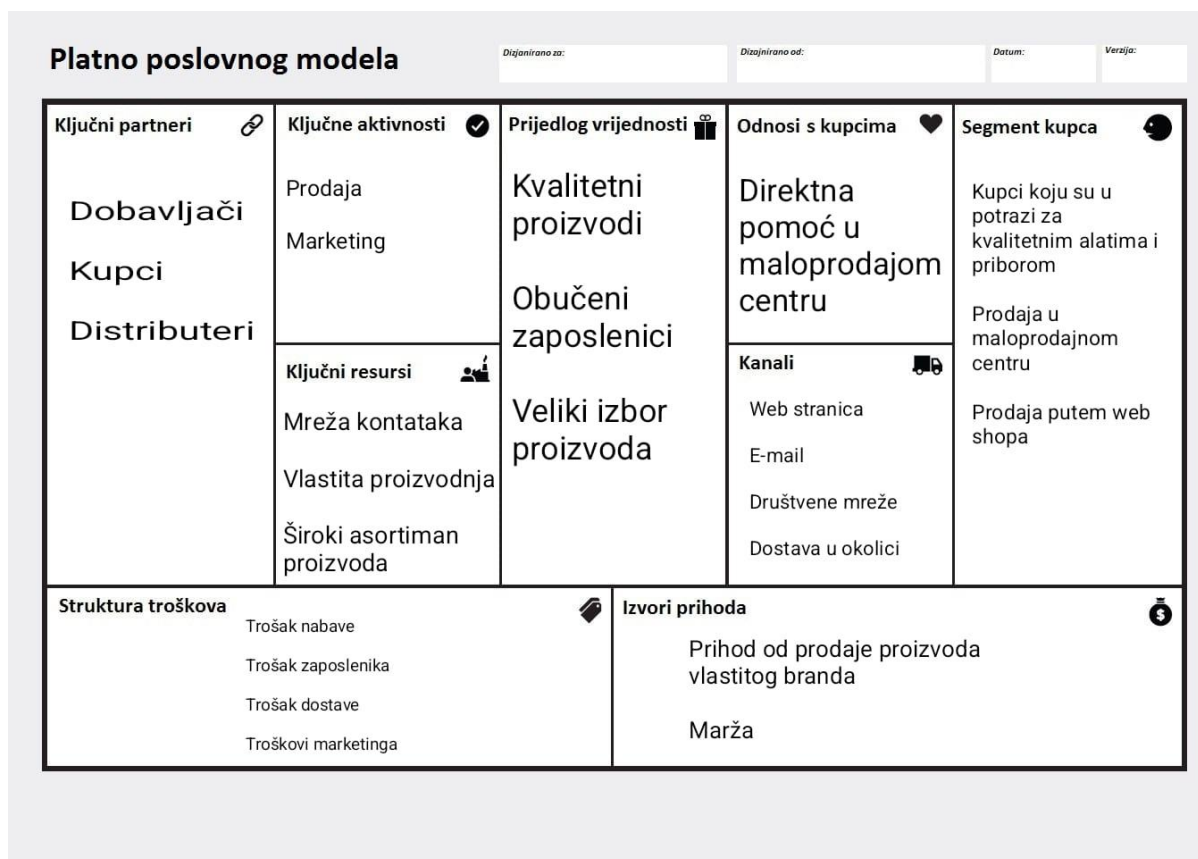 Platno poslovnog modela
Dizjanirano za:
Dizajnirano od:
Datum:
Verzija:
Ključni partneri
Dobavljači
Kupci
Distributeri
Ključne aktivnosti
Prodaja
Marketing
Ključni resursi
Mreža kontataka
Vlastita proizvodnja
Široki asortiman
proizvoda
Prijedlog vrijednosti
Kvalitetni
proizvodi
Obučeni
zaposlenici
Veliki izbor
proizvoda
Odnosi s kupcima
Direktna
pomoć u
maloprodajom
centru
Kanali
Web stranica
E-mail
Društvene mreže
Dostava u okolici
Segment kupca
Kupci koju su u
potrazi za
kvalitetnim alatima i
priborom
Prodaja u
maloprodajnom
centru
Prodaja putem web
shopa
Struktura troškova
Trošak nabave
Trošak zaposlenika
Trošak dostave
Troškovi marketinga
Izvori prihoda
Prihod od prodaje proizvoda
vlastitog branda
Marža